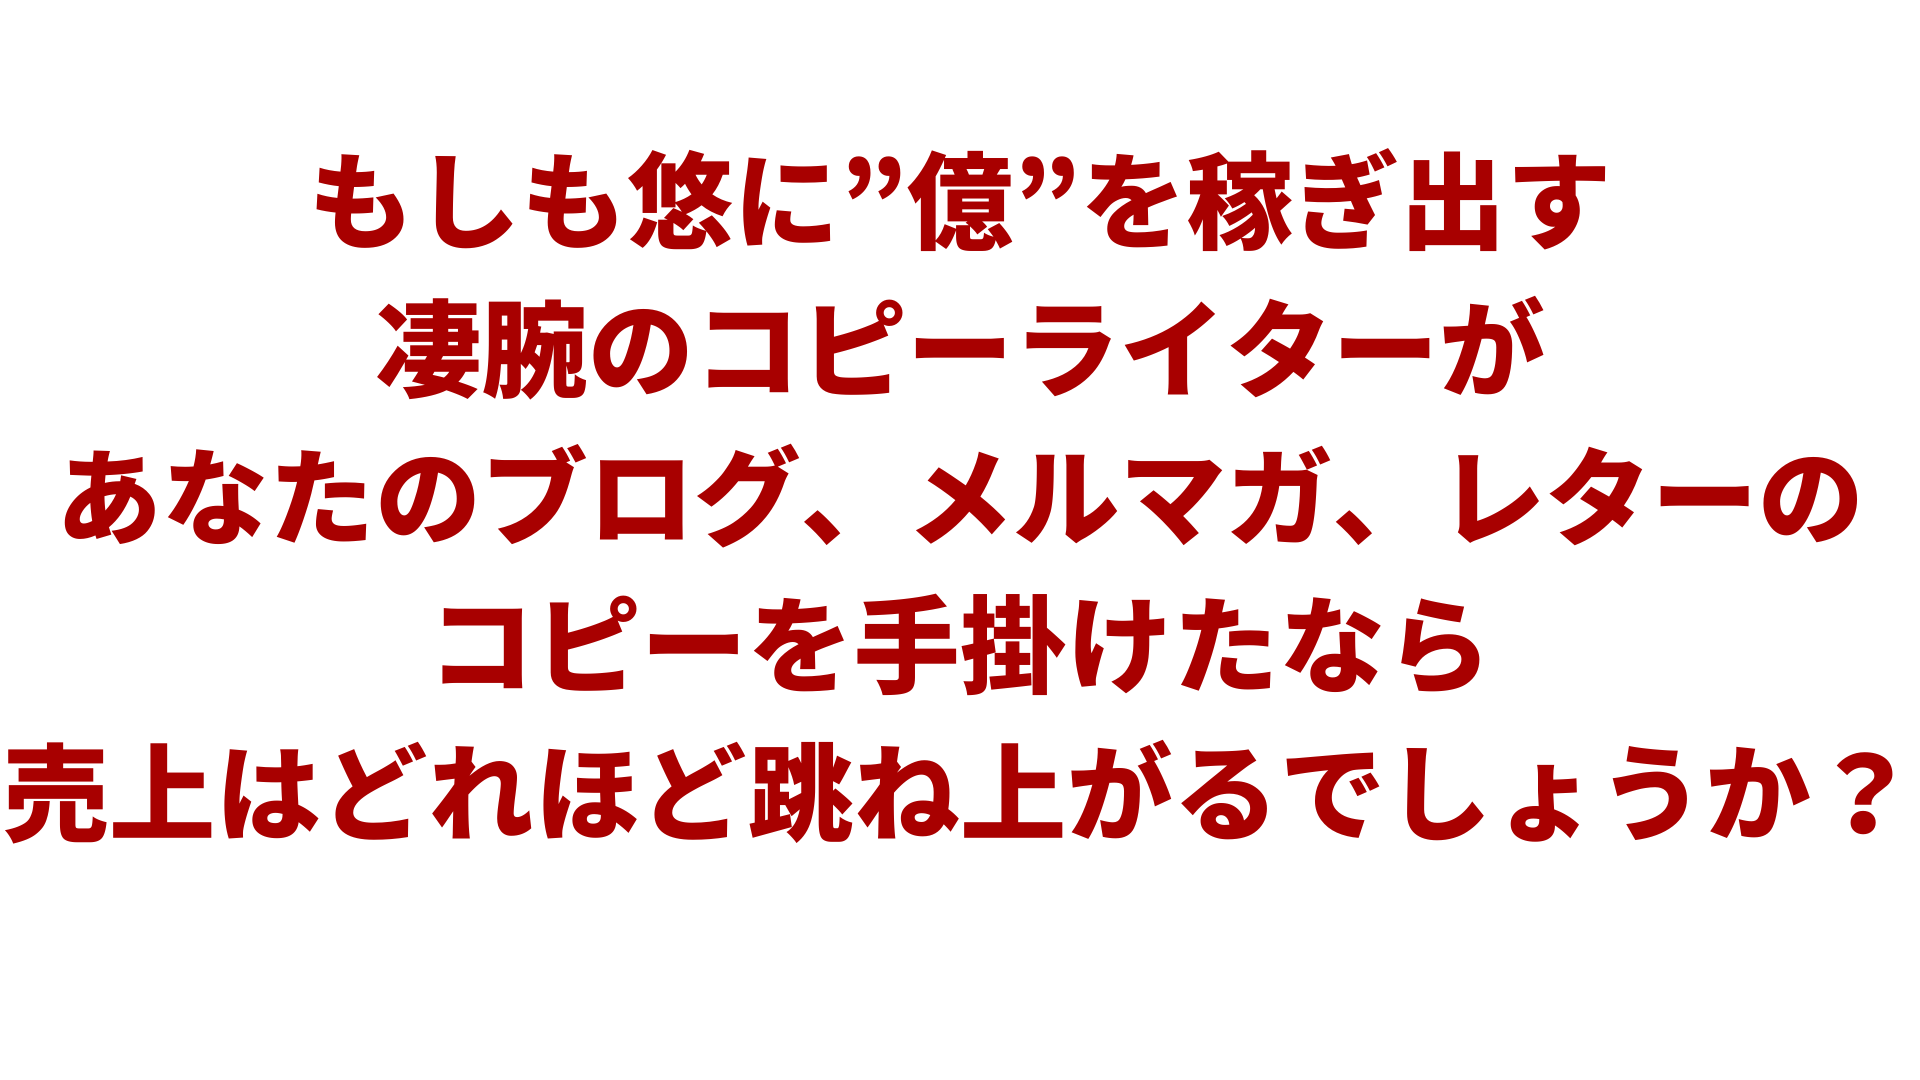 もしも悠に”億”を稼ぎ出す
凄腕のコピーライターが
あなたのブログ、メルマガ、レターの
コピーを手掛けたなら
売上はどれほど跳ね上がるでしょうか？